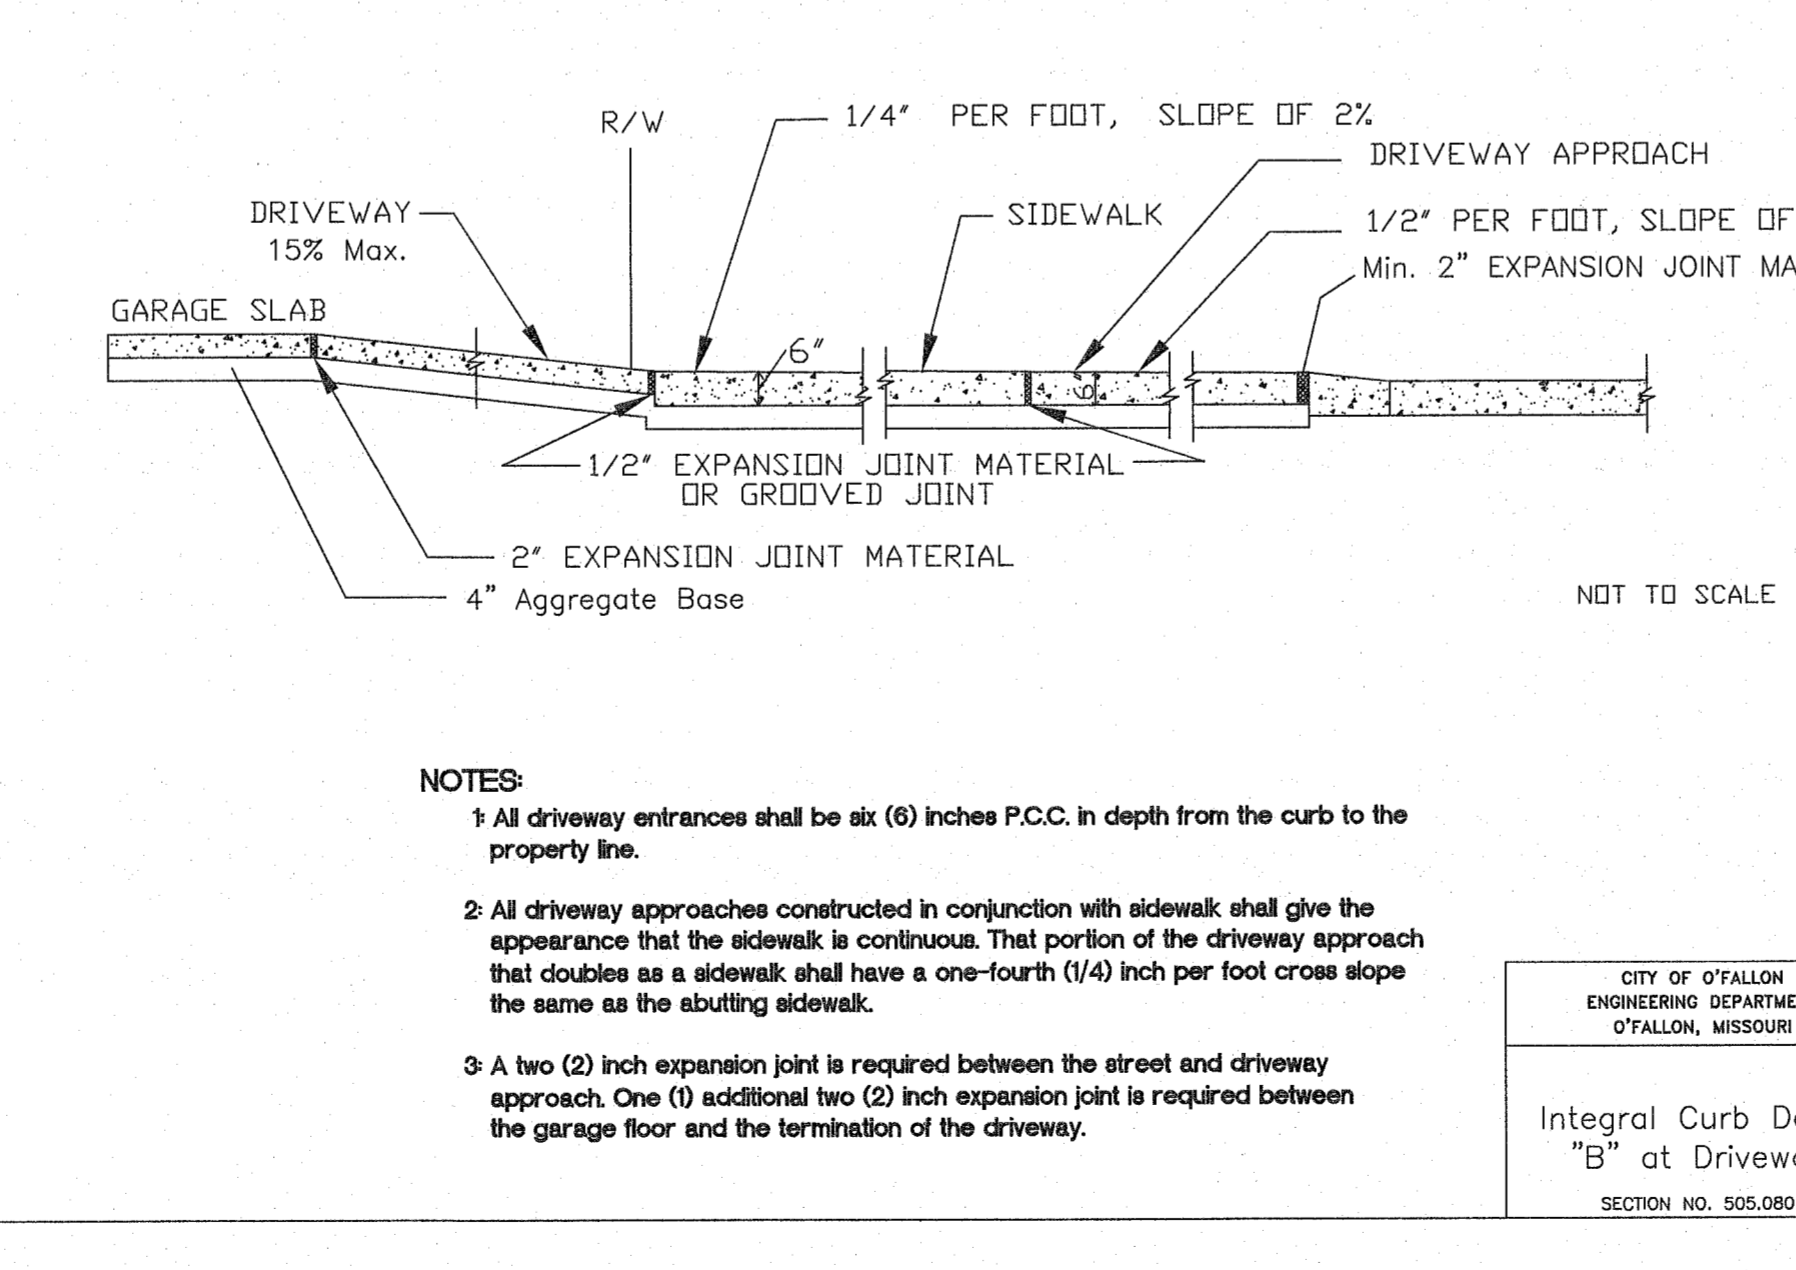 R/W
1/4" PER FOOT, SLOPE OF 2%
DRIVEWAY APPROACH
DRIVEWAY
15% Max.
SIDEWALK
1/2" PER FOOT, SLOPE OF
Min. 2" EXPANSION JOINT MA
GARAGE SLAB
6"
6"
1/2" EXPANSION JOINT MATERIAL
OR GROOVED JOINT
2" EXPANSION JOINT MATERIAL
4" Aggregate Base
NOT TO SCALE
NOTES:
1: All driveway entrances shall be six (6) inches P.C.C. in depth from the curb to the
property line.
2: All driveway approaches constructed in conjunction with sidewalk shall give the
appearance that the sidewalk is continuous. That portion of the driveway approach
that doubles as a sidewalk shall have a one-fourth (1/4) inch per foot cross slope
the same as the abutting sidewalk.
3: A two (2) inch expansion joint is required between the street and driveway
approach. One (1) additional two (2) inch expansion joint is required between
the garage floor and the termination of the driveway.
CITY OF O'FALLON
ENGINEERING DEPARTME
O'FALLON, MISSOURI
Integral Curb De
"B" at Drivewa
SECTION NO. 505.080